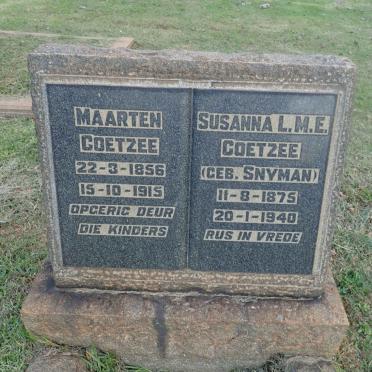 MAARTEN
COETZEE
22-3-1856
15-10-1915
OPGERIG DEUR
DIE KINDERS
SUSANNA L.M.E.
COETZEE
(GEB. SNYMAN)
11-8-1875
20-1-1940
RUS IN VREDE